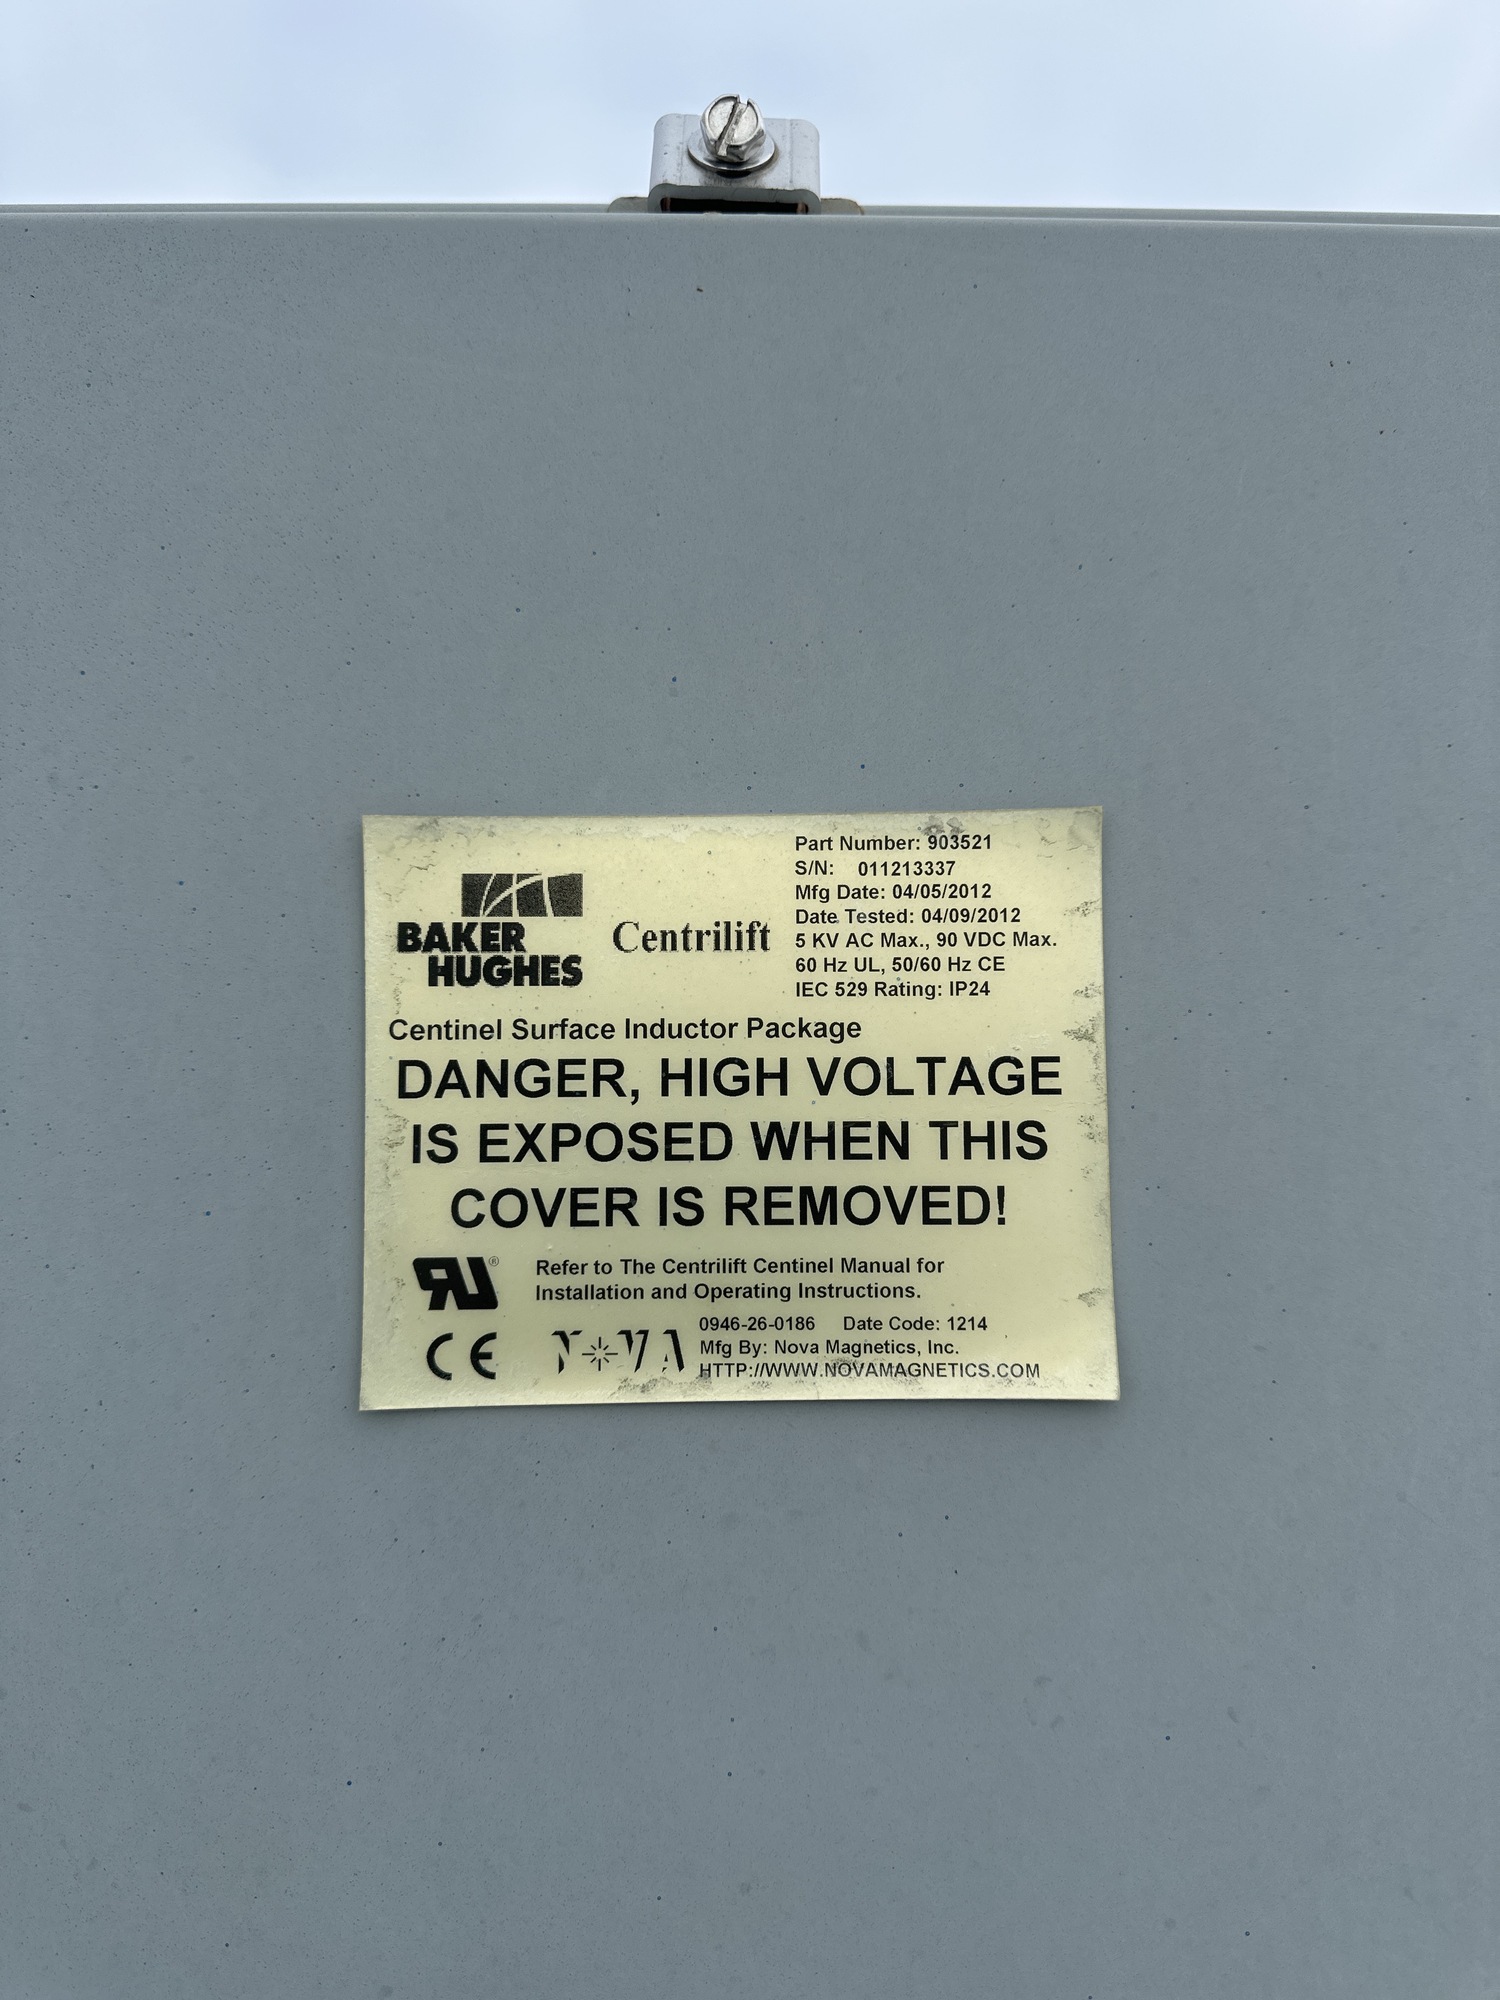 Part Number: 903521
S/N: 011213337
Mfg Date: 04/05/2012
Date Tested: 04/09/2012
5 KV AC Max., 90 VDC Max.
60 Hz UL, 50/60 Hz CE
IEC 529 Rating: IP24
BAKER
HUGHES
Centrilift
Centinel Surface Inductor Package
DANGER, HIGH VOLTAGE
IS EXPOSED WHEN THIS
COVER IS REMOVED!
RU®
Refer to The Centrilift Centinel Manual for
Installation and Operating Instructions.
CE
NOVA
0946-26-0186 Date Code: 1214
Mfg By: Nova Magnetics, Inc.
HTTP://WWW.NOVAMAGNETICS.COM